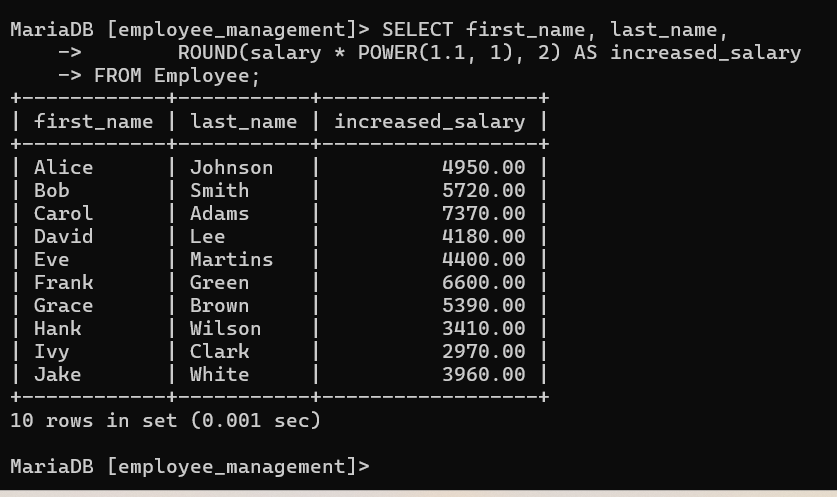 MariaDB [employee_management]> SELECT first_name, last_name,
    ->        ROUND(salary * POWER(1.1, 1), 2) AS increased_salary
    -> FROM Employee;
+------------+-----------+------------------+
| first_name | last_name | increased_salary |
+------------+-----------+------------------+
| Alice      | Johnson   |          4950.00 |
| Bob        | Smith     |          5720.00 |
| Carol      | Adams     |          7370.00 |
| David      | Lee       |          4180.00 |
| Eve        | Martins   |          4400.00 |
| Frank      | Green     |          6600.00 |
| Grace      | Brown     |          5390.00 |
| Hank       | Wilson    |          3410.00 |
| Ivy        | Clark     |          2970.00 |
| Jake       | White     |          3960.00 |
+------------+-----------+------------------+
10 rows in set (0.001 sec)
MariaDB [employee_management]>